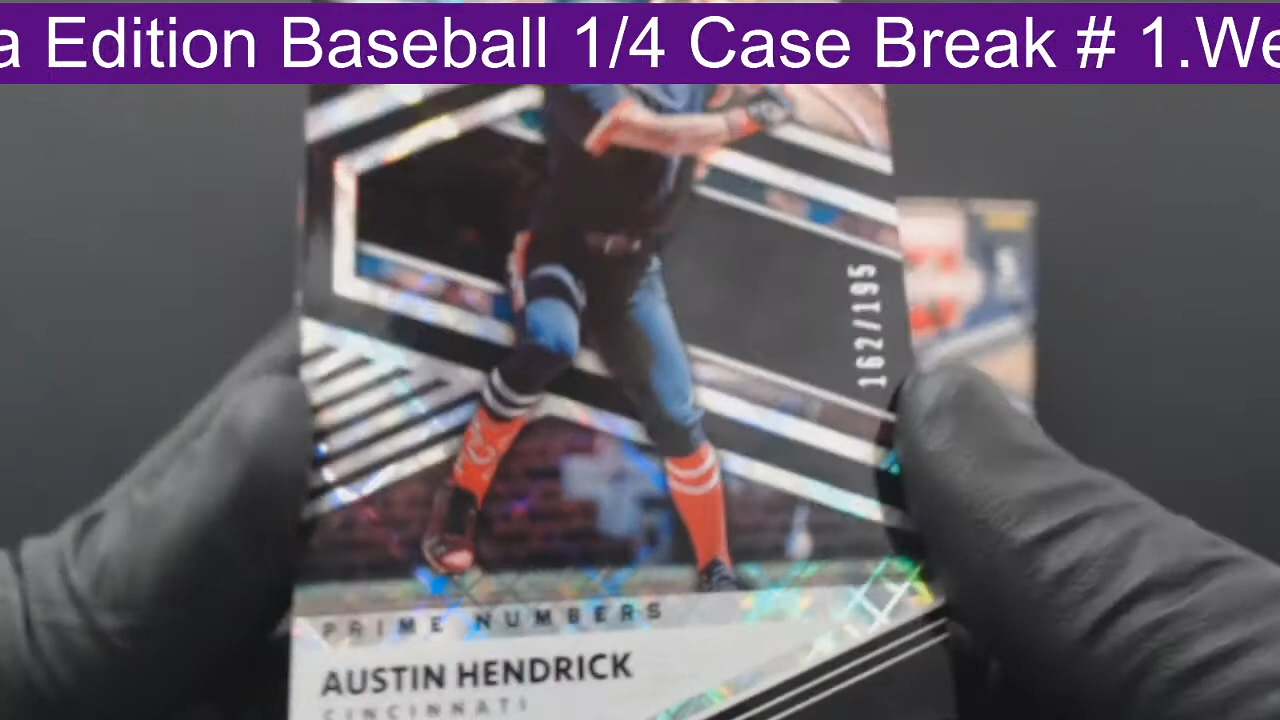 a Edition Baseball 1/4 Case Break # 1.We
162/195
PRIME NUMBERS
AUSTIN HENDRICK
CINCINNATI